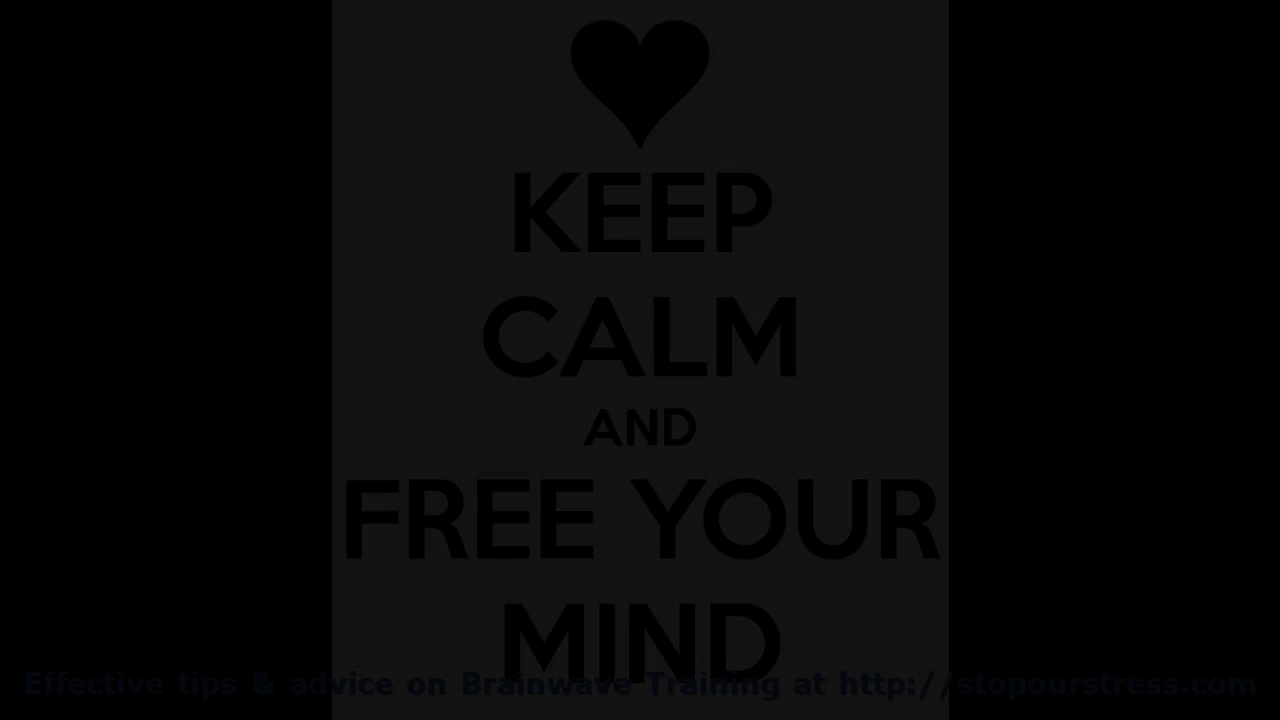 KEEP
CALM
AND
FREE YOUR
MIND
Effective tips & advice on Brainwave Training at http://stopourstress.com